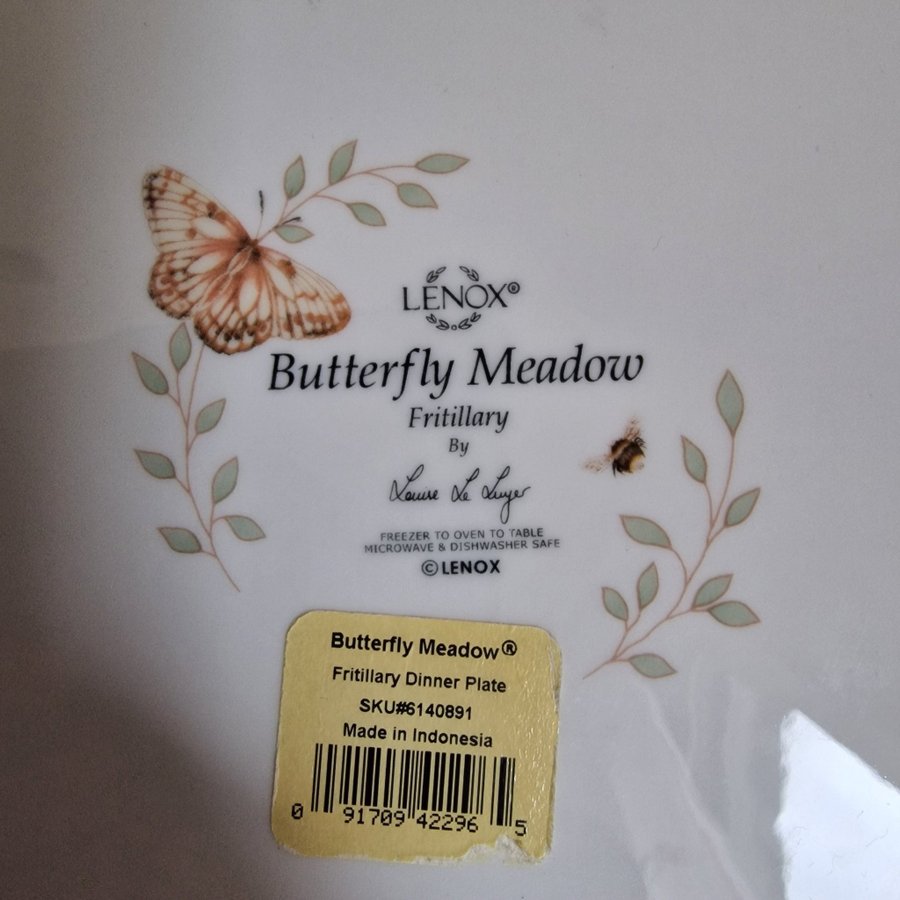 LENOX®
Butterfly Meadow
Fritillary
By
Louise Le Luyer
FREEZER TO OVEN TO TABLE
MICROWAVE & DISHWASHER SAFE
©LENOX
Butterfly Meadow®
Fritillary Dinner Plate
SKU#6140891
Made in Indonesia
0 91709 42296 5